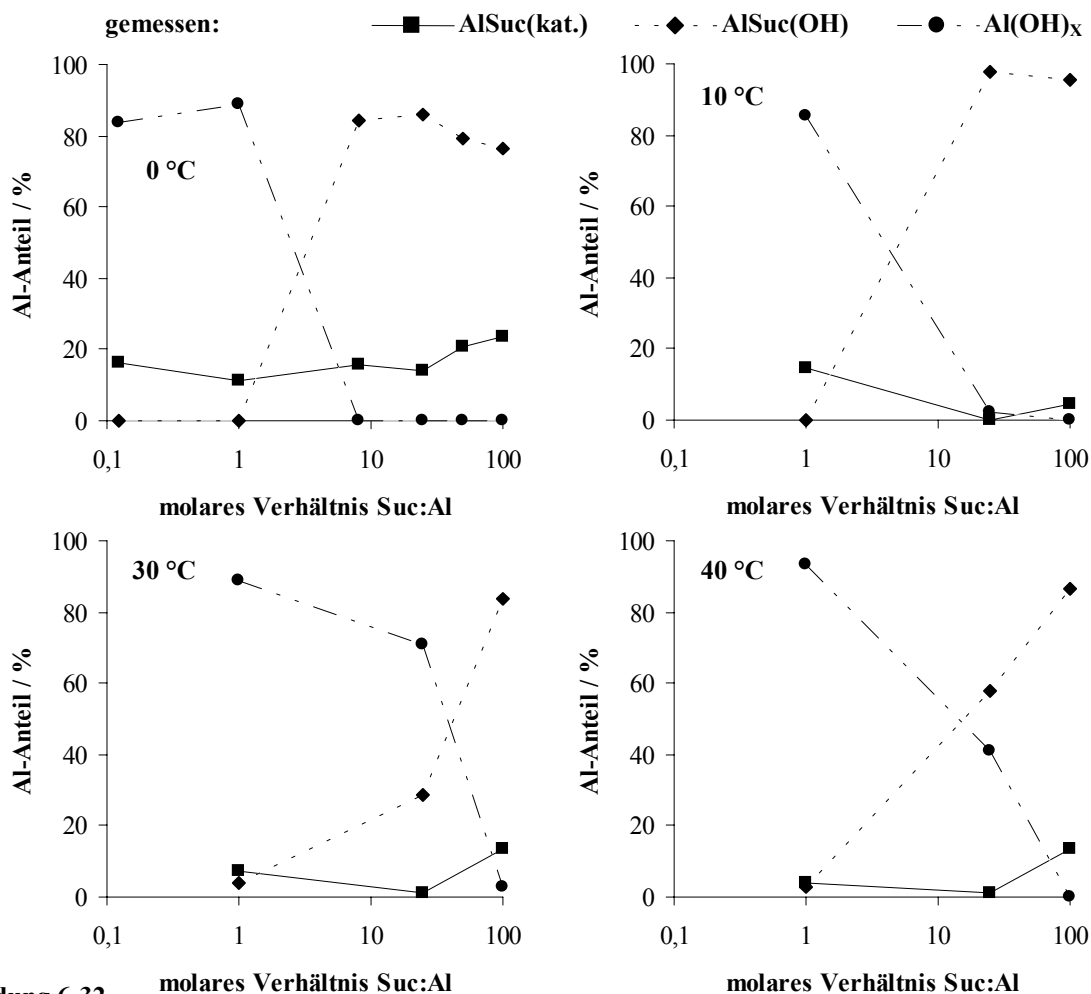 gemessen: AlSuc(kat.) AlSuc(OH) Al(OH)X
100
80
60
40
20
0
0,1 1 10 100
Al-Anteil / %
0 °C
molares Verhältnis Suc:Al
100
80
60
40
20
0
0,1 1 10 100
Al-Anteil / %
10 °C
molares Verhältnis Suc:Al
100
80
60
40
20
0
0,1 1 10 100
Al-Anteil / %
30 °C
molares Verhältnis Suc:Al
100
80
60
40
20
0
0,1 1 10 100
Al-Anteil / %
40 °C
molares Verhältnis Suc:Al